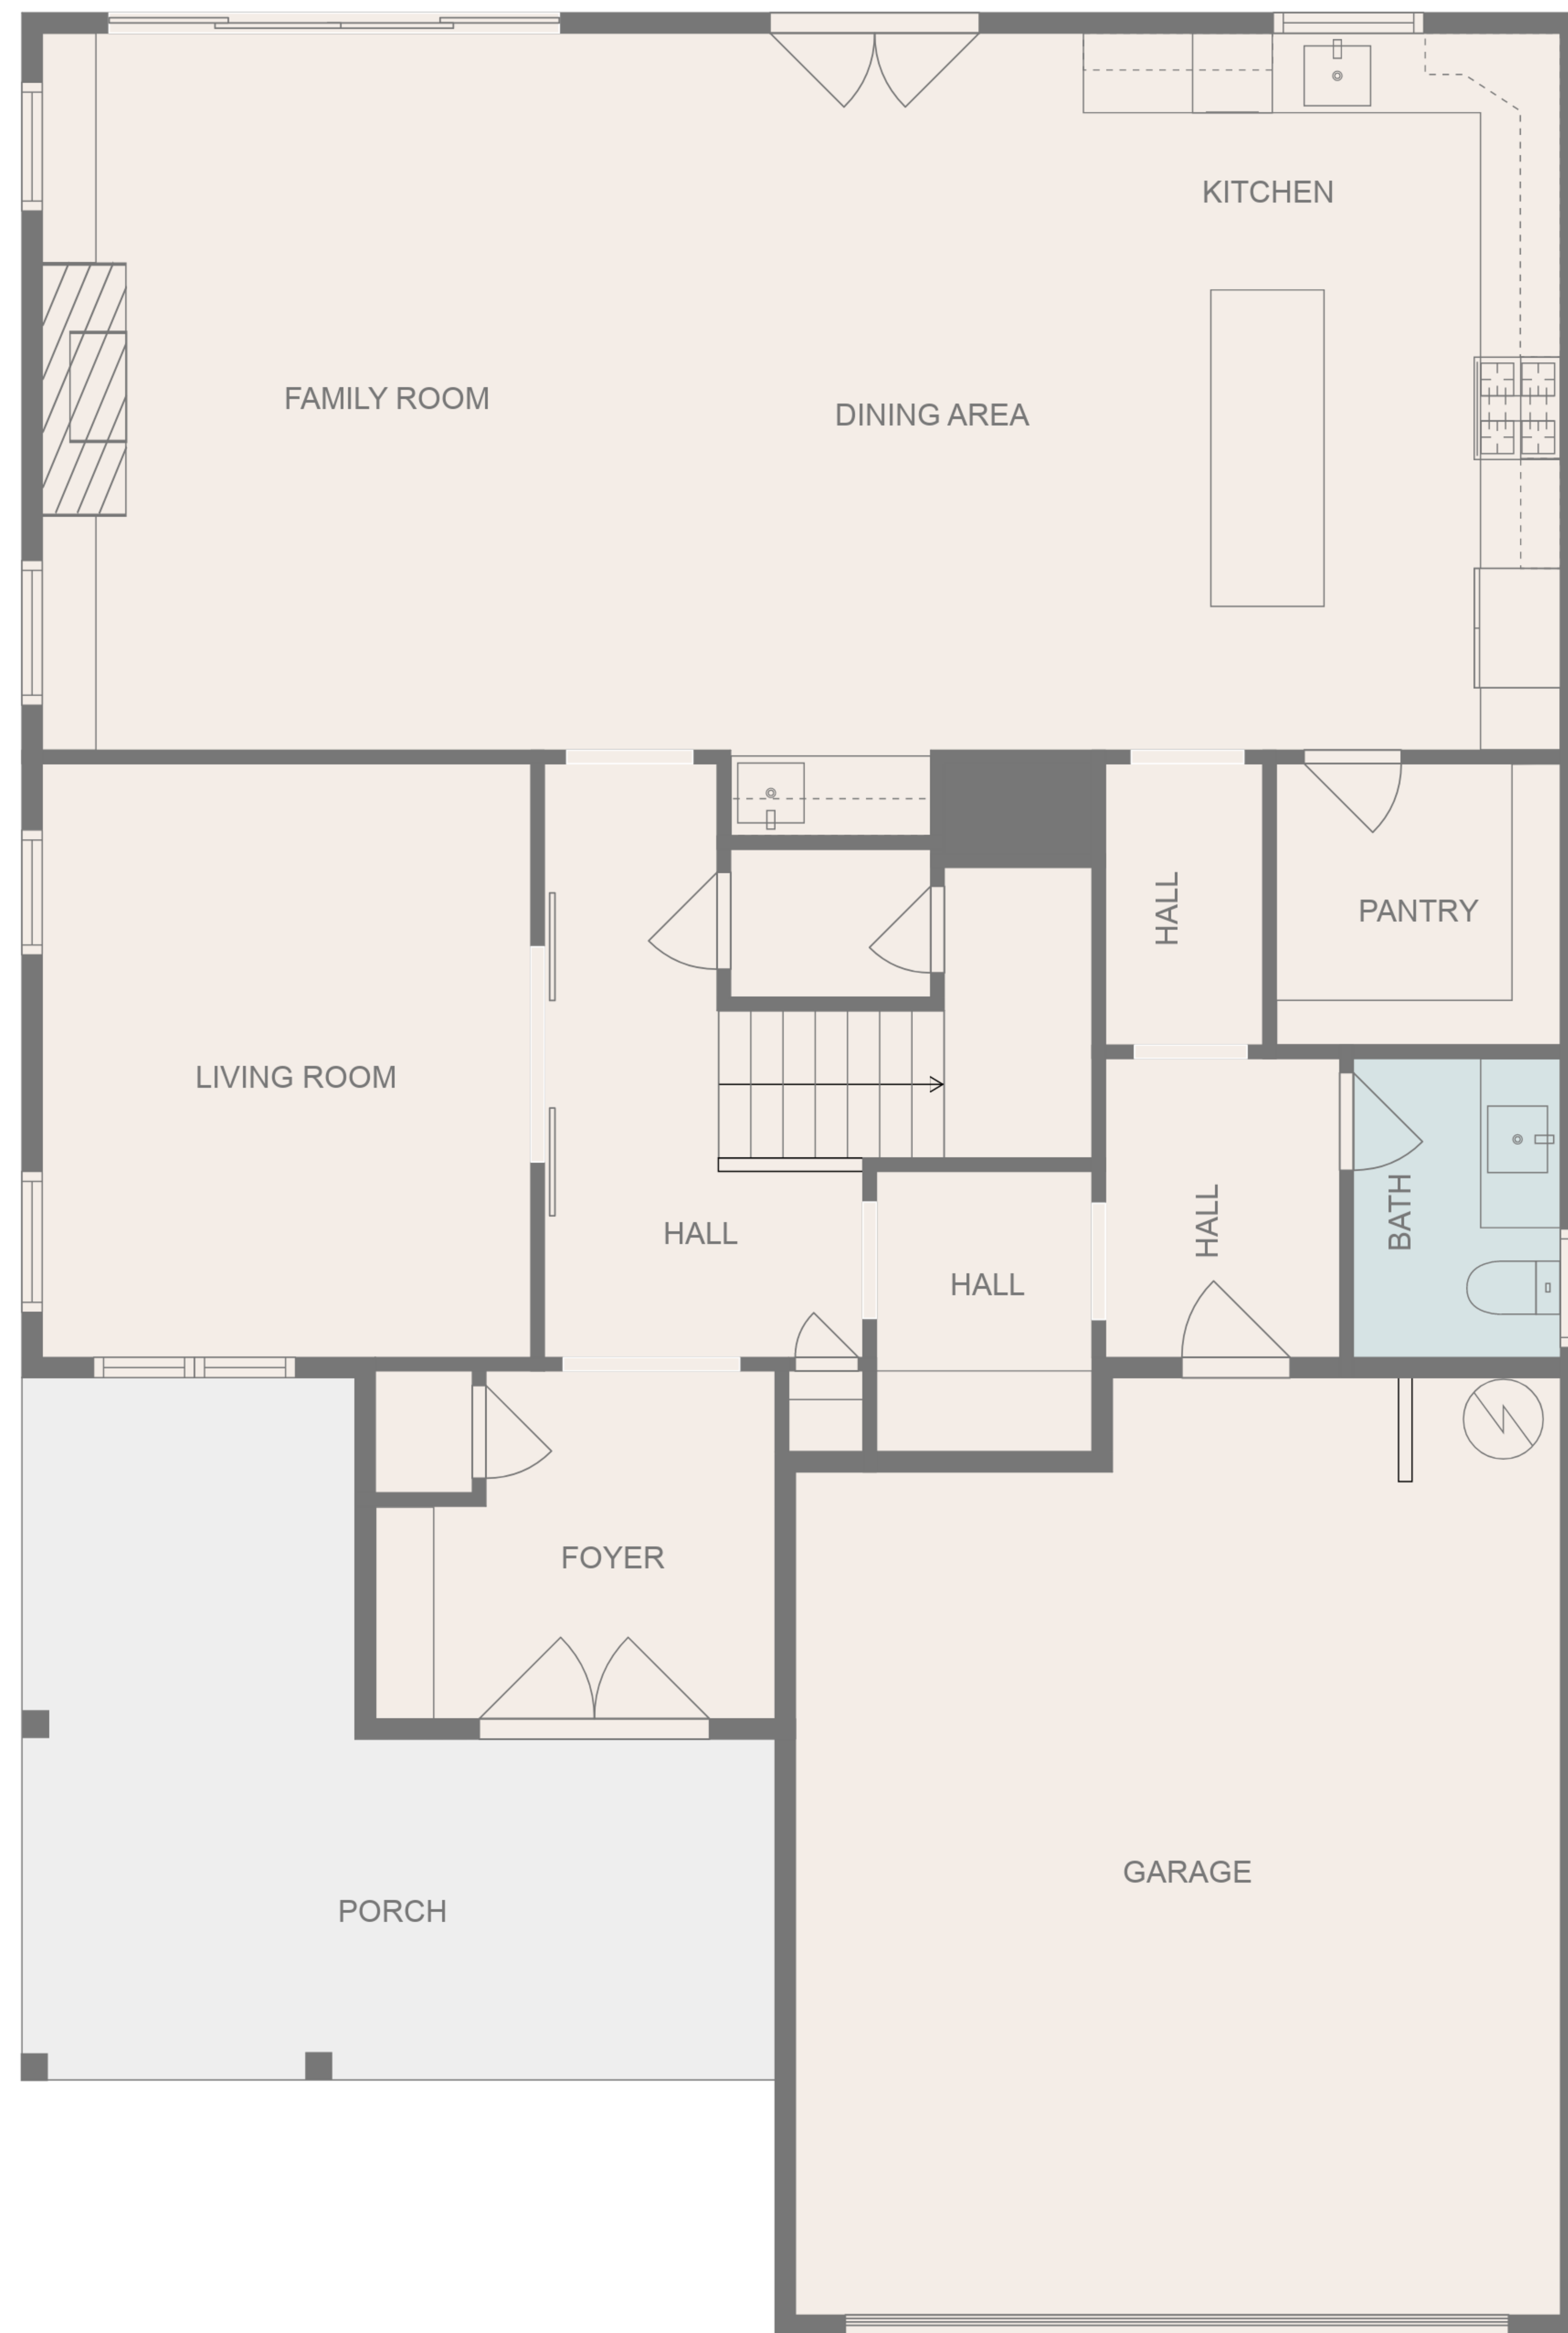 KITCHEN
FAMILY ROOM
DINING AREA
HALL
PANTRY
LIVING ROOM
HALL
BATH
HALL
HALL
FOYER
GARAGE
PORCH